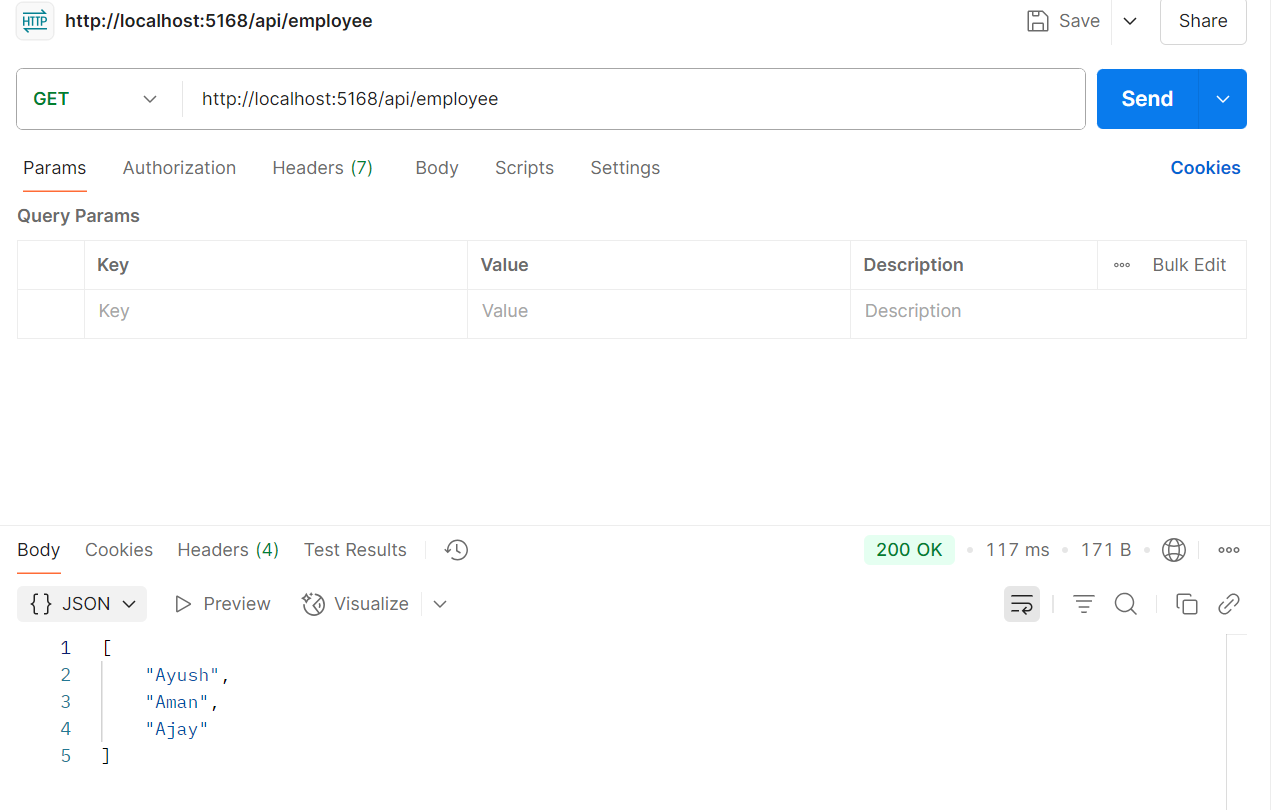 HTTP http://localhost:5168/api/employee Save Share
GET http://localhost:5168/api/employee Send
Params Authorization Headers (7) Body Scripts Settings Cookies
Query Params
Key Value Description Bulk Edit
Key Value Description
Body Cookies Headers (4) Test Results 200 OK 117 ms 171 B
{} JSON Preview Visualize
1 [
2 "Ayush",
3 "Aman",
4 "Ajay"
5 ]